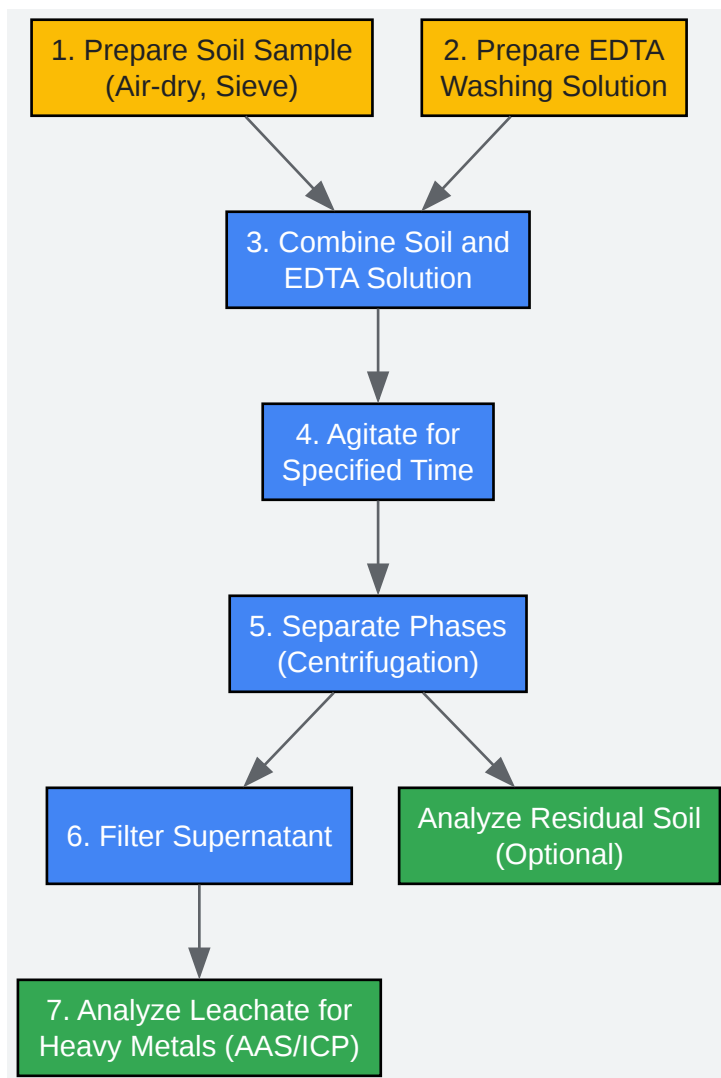 1. Prepare Soil Sample
(Air-dry, Sieve)
2. Prepare EDTA
Washing Solution
3. Combine Soil and
EDTA Solution
4. Agitate for
Specified Time
5. Separate Phases
(Centrifugation)
6. Filter Supernatant
Analyze Residual Soil
(Optional)
7. Analyze Leachate for
Heavy Metals (AAS/ICP)